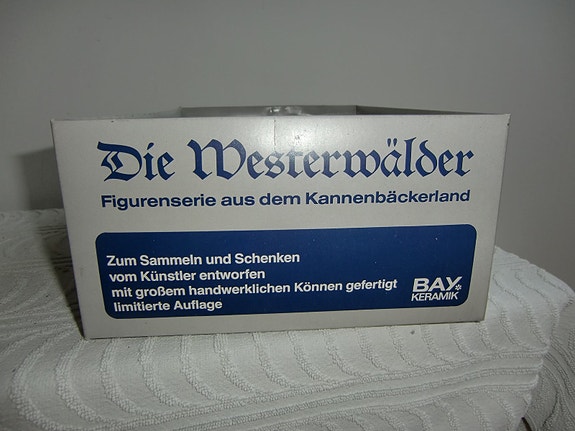 Die Westerwälder
Figurenserie aus dem Kannenbäckerland
Zum Sammeln und Schenken
vom Künstler entworfen
mit großem handwerklichen Können gefertigt
limitierte Auflage
BAY
KERAMIK